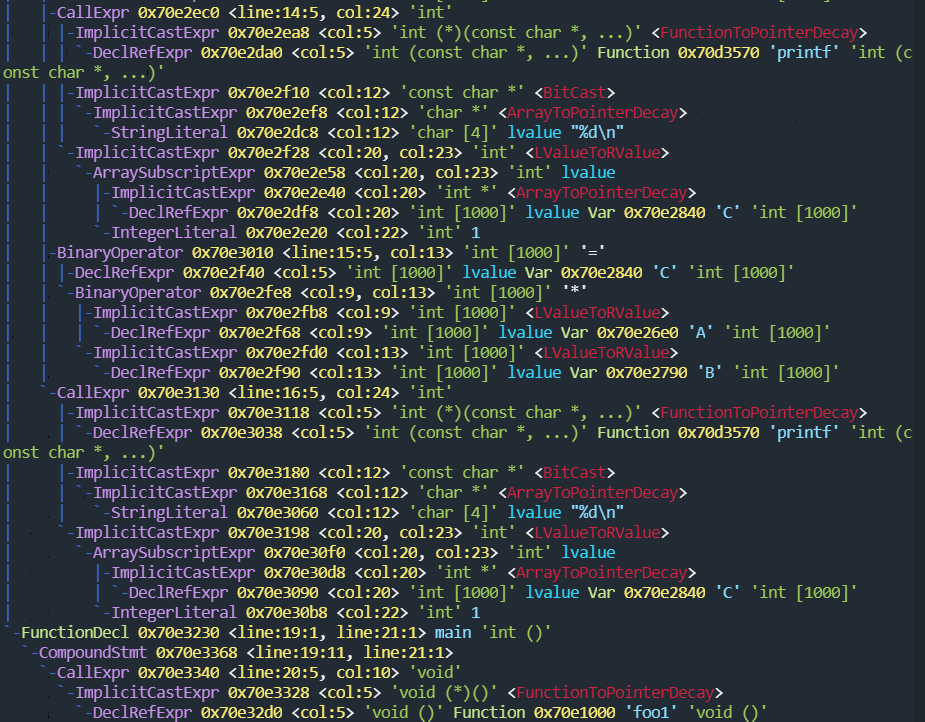 |   |-CallExpr 0x70e2ec0 <line:14:5, col:24> 'int'
|   | |-ImplicitCastExpr 0x70e2ea8 <col:5> 'int (*)(const char *, ...)' <FunctionToPointerDecay>
|   | | `-DeclRefExpr 0x70e2da0 <col:5> 'int (const char *, ...)' Function 0x70d3570 'printf' 'int (c
onst char *, ...)'
|   | |-ImplicitCastExpr 0x70e2f10 <col:12> 'const char *' <BitCast>
|   | | `-ImplicitCastExpr 0x70e2ef8 <col:12> 'char *' <ArrayToPointerDecay>
|   | |   `-StringLiteral 0x70e2dc8 <col:12> 'char [4]' lvalue "%d\n"
|   | `-ImplicitCastExpr 0x70e2f28 <col:20, col:23> 'int' <LValueToRValue>
|   |   `-ArraySubscriptExpr 0x70e2e58 <col:20, col:23> 'int' lvalue
|   |     |-ImplicitCastExpr 0x70e2e40 <col:20> 'int *' <ArrayToPointerDecay>
|   |     | `-DeclRefExpr 0x70e2df8 <col:20> 'int [1000]' lvalue Var 0x70e2840 'C' 'int [1000]'
|   |     `-IntegerLiteral 0x70e2e20 <col:22> 'int' 1
|   |-BinaryOperator 0x70e3010 <line:15:5, col:13> 'int [1000]' '='
|   | |-DeclRefExpr 0x70e2f40 <col:5> 'int [1000]' lvalue Var 0x70e2840 'C' 'int [1000]'
|   | `-BinaryOperator 0x70e2fe8 <col:9, col:13> 'int [1000]' '*'
|   |   |-ImplicitCastExpr 0x70e2fb8 <col:9> 'int [1000]' <LValueToRValue>
|   |   | `-DeclRefExpr 0x70e2f68 <col:9> 'int [1000]' lvalue Var 0x70e26e0 'A' 'int [1000]'
|   |   `-ImplicitCastExpr 0x70e2fd0 <col:13> 'int [1000]' <LValueToRValue>
|   |     `-DeclRefExpr 0x70e2f90 <col:13> 'int [1000]' lvalue Var 0x70e2790 'B' 'int [1000]'
|   `-CallExpr 0x70e3130 <line:16:5, col:24> 'int'
|     |-ImplicitCastExpr 0x70e3118 <col:5> 'int (*)(const char *, ...)' <FunctionToPointerDecay>
|     | `-DeclRefExpr 0x70e3038 <col:5> 'int (const char *, ...)' Function 0x70d3570 'printf' 'int (c
onst char *, ...)'
|     |-ImplicitCastExpr 0x70e3180 <col:12> 'const char *' <BitCast>
|     | `-ImplicitCastExpr 0x70e3168 <col:12> 'char *' <ArrayToPointerDecay>
|     |   `-StringLiteral 0x70e3060 <col:12> 'char [4]' lvalue "%d\n"
|     `-ImplicitCastExpr 0x70e3198 <col:20, col:23> 'int' <LValueToRValue>
|       `-ArraySubscriptExpr 0x70e30f0 <col:20, col:23> 'int' lvalue
|         |-ImplicitCastExpr 0x70e30d8 <col:20> 'int *' <ArrayToPointerDecay>
|         | `-DeclRefExpr 0x70e3090 <col:20> 'int [1000]' lvalue Var 0x70e2840 'C' 'int [1000]'
|         `-IntegerLiteral 0x70e30b8 <col:22> 'int' 1
`-FunctionDecl 0x70e3230 <line:19:1, line:21:1> main 'int ()'
  `-CompoundStmt 0x70e3368 <line:19:11, line:21:1>
    `-CallExpr 0x70e3340 <line:20:5, col:10> 'void'
      `-ImplicitCastExpr 0x70e3328 <col:5> 'void (*)()' <FunctionToPointerDecay>
        `-DeclRefExpr 0x70e32d0 <col:5> 'void ()' Function 0x70e1000 'foo1' 'void ()'